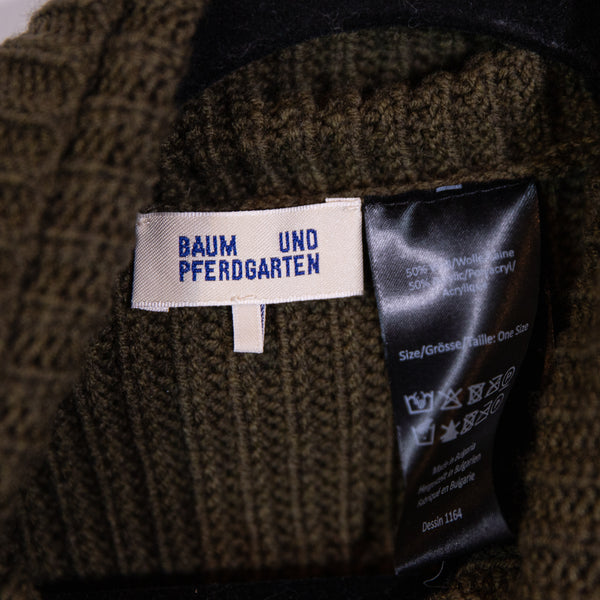 BAUM UND
PFERDGARTEN
50% /Wolle/
50% /Polyacryl/
Acrylique
Size/Grösse/Taille: One Size
Made in Bulgaria
Hergestellt in Bulgarien
Fabriqué en Bulgarie
Dessin 1164